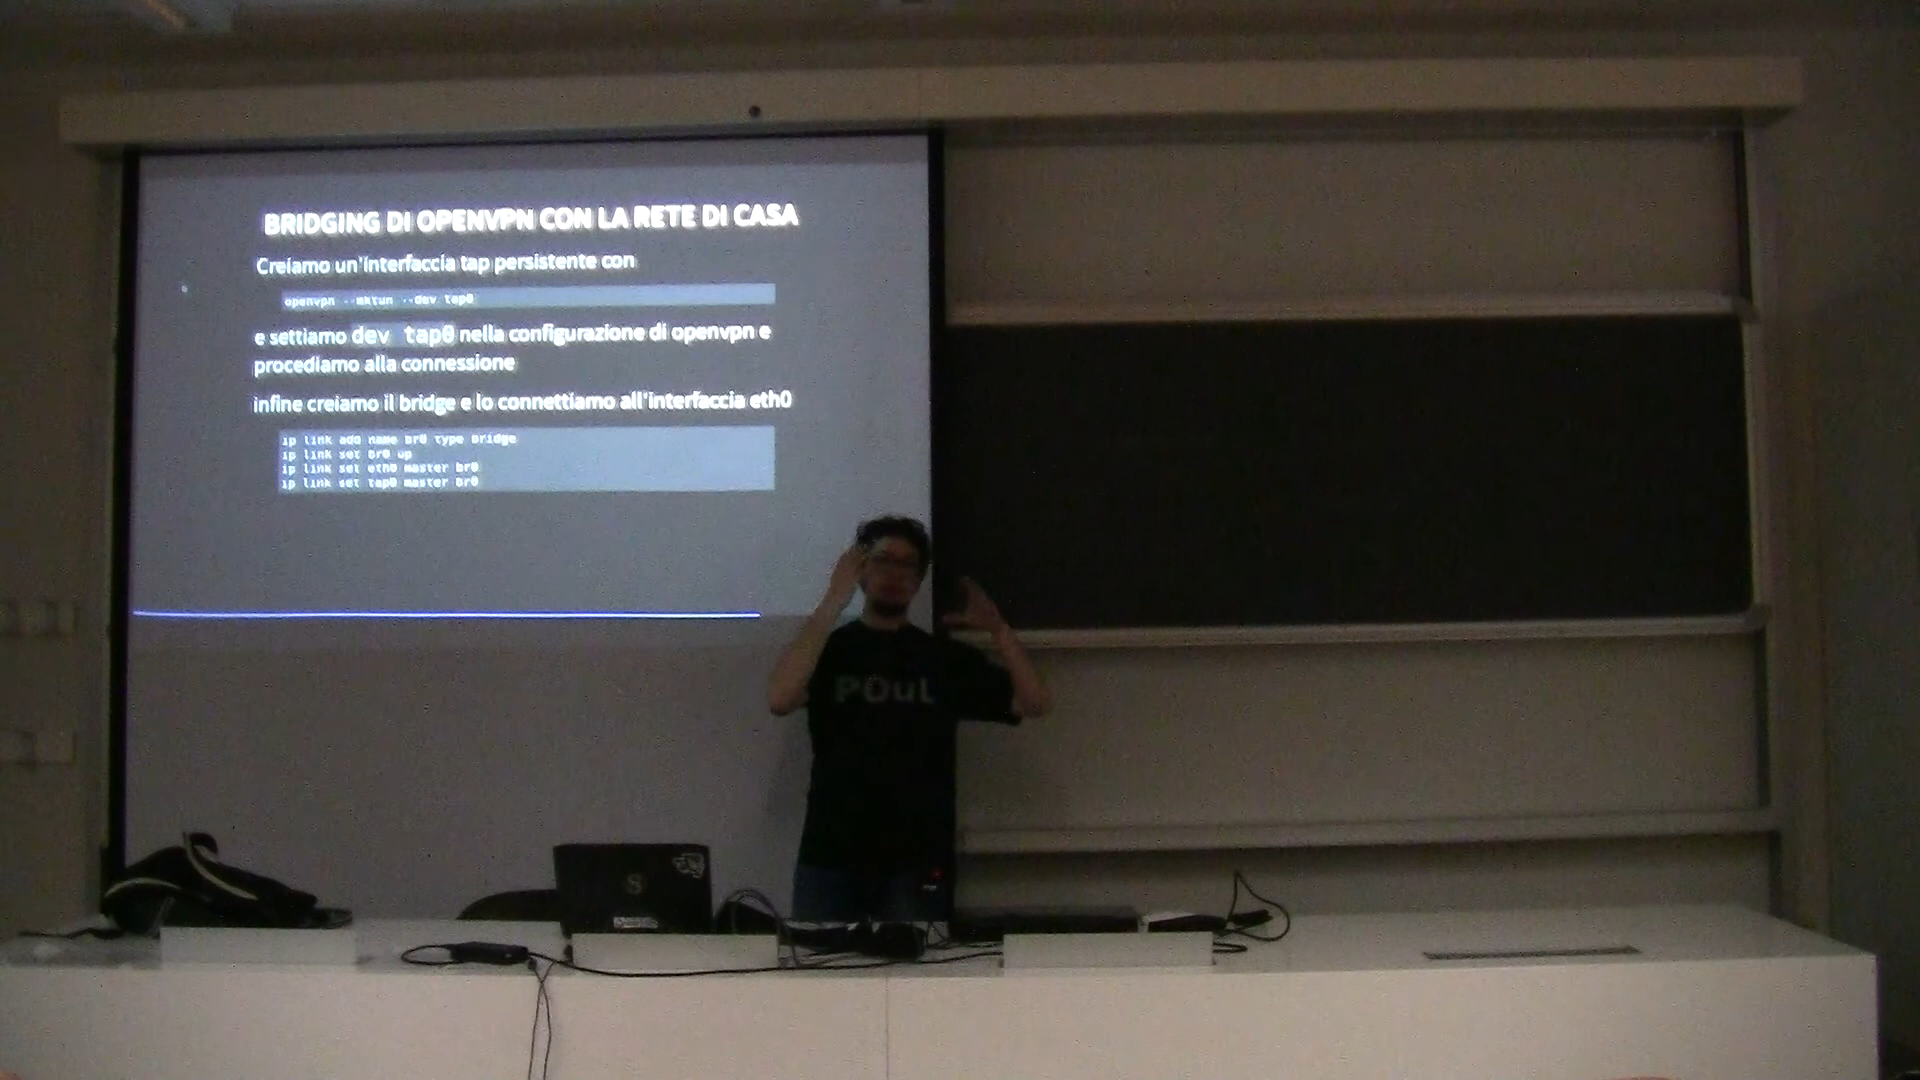 BRIDGING DI OPENVPN CON LA RETE DI CASA
Creiamo un'interfaccia tap persistente con
openvpn --mktun --dev tap0
e settiamo dev tap0 nella configurazione di openvpn e
procediamo alla connessione
infine creiamo il bridge e lo connettiamo all'interfaccia eth0
ip link add name br0 type bridge
ip link set br0 up
ip link set eth0 master br0
ip link set tap0 master br0
POuL